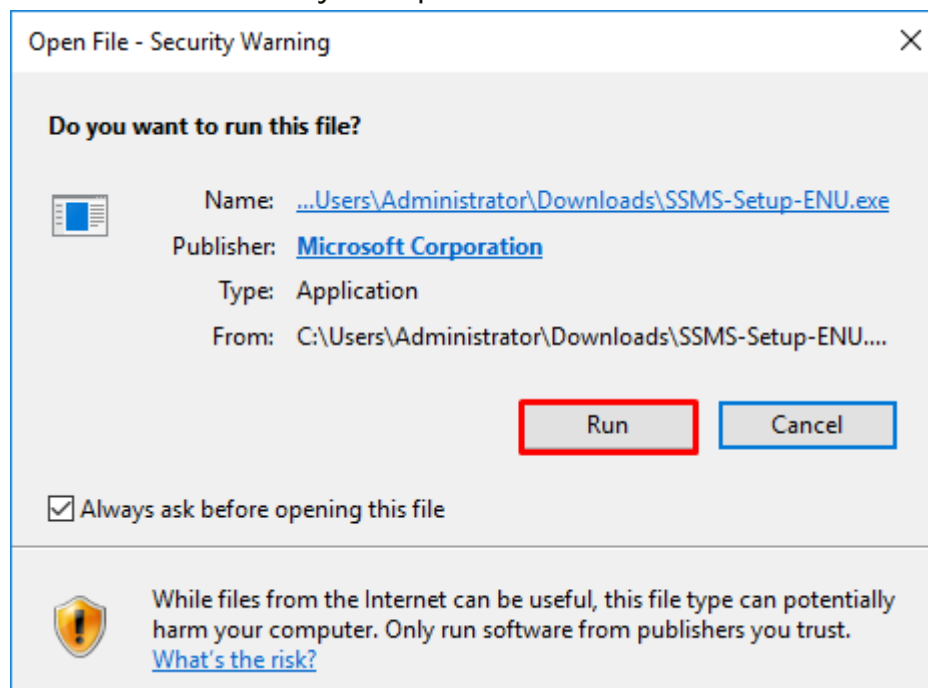 Open File - Security Warning
Do you want to run this file?
Name: ...Users\Administrator\Downloads\SSMS-Setup-ENU.exe
Publisher: Microsoft Corporation
Type: Application
From: C:\Users\Administrator\Downloads\SSMS-Setup-ENU....
Run Cancel
Always ask before opening this file
While files from the Internet can be useful, this file type can potentially
harm your computer. Only run software from publishers you trust.
What's the risk?